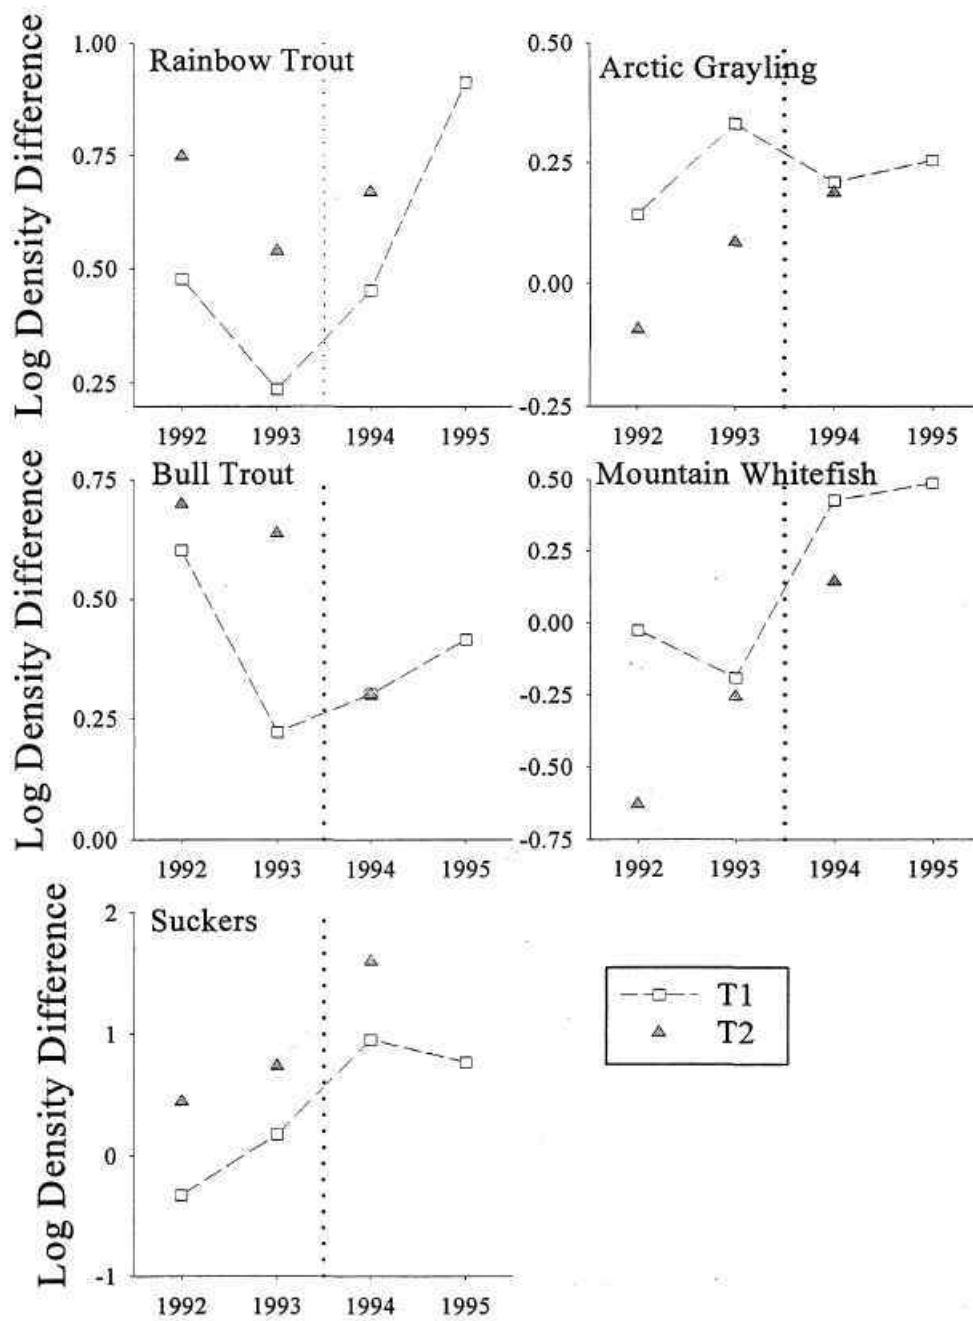 Log Density Difference
1.00
0.75
0.50
0.25
Rainbow Trout
1992 1993 1994 1995
0.50
0.25
0.00
-0.25
Arctic Grayling
1992 1993 1994 1995
Log Density Difference
0.75
0.50
0.25
0.00
Bull Trout
1992 1993 1994 1995
0.50
0.25
0.00
-0.25
-0.50
-0.75
Mountain Whitefish
1992 1993 1994 1995
Log Density Difference
2
1
0
-1
Suckers
1992 1993 1994 1995
T1
T2